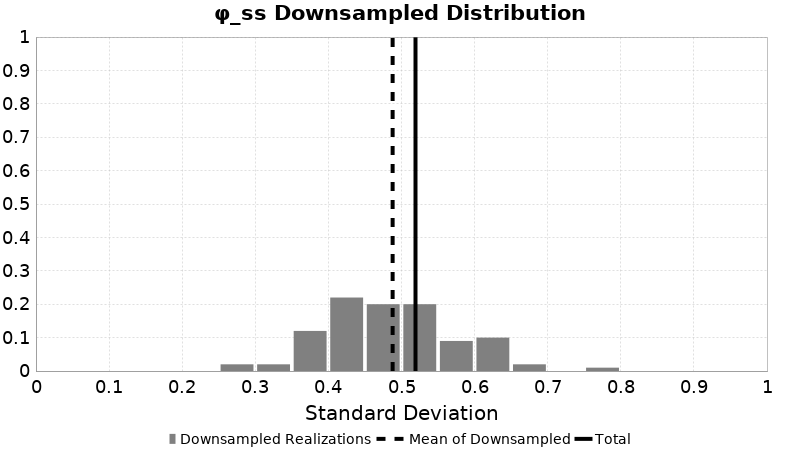 φ_ss Downsampled Distribution
1
0.9
0.8
0.7
0.6
0.5
0.4
0.3
0.2
0.1
0
0 0.1 0.2 0.3 0.4 0.5 0.6 0.7 0.8 0.9 1
Standard Deviation
Downsampled Realizations Mean of Downsampled Total